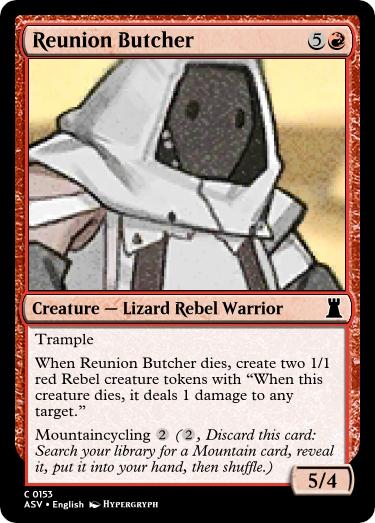 Reunion Butcher 5
Creature — Lizard Rebel Warrior
Trample
When Reunion Butcher dies, create two 1/1
red Rebel creature tokens with “When this
creature dies, it deals 1 damage to any
target.”
Mountaincycling 2 (2, Discard this card:
Search your library for a Mountain card, reveal
it, put it into your hand, then shuffle.)
5/4
C 0153
ASV • English HYPERGRYPH